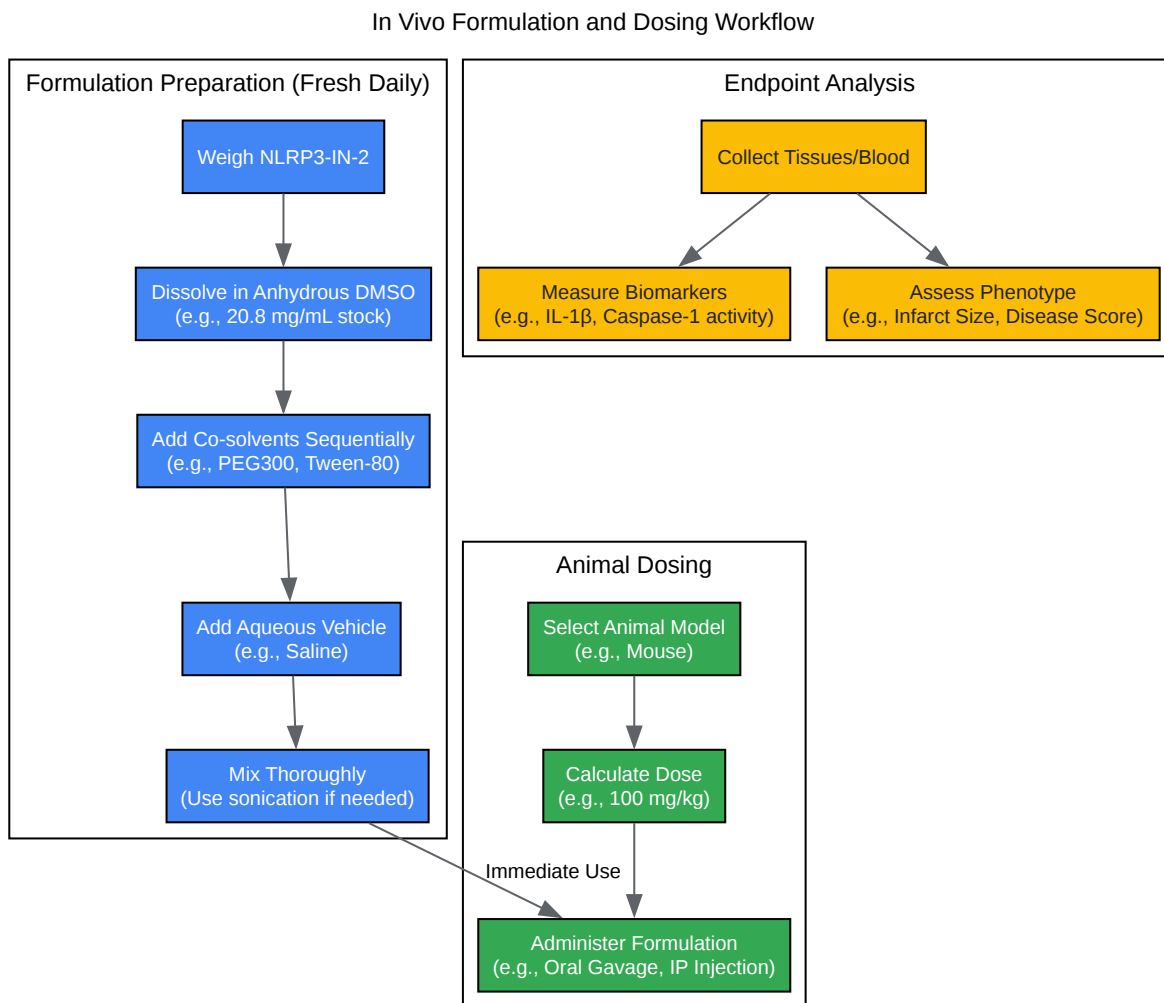 In Vivo Formulation and Dosing Workflow
Formulation Preparation (Fresh Daily)
Weigh NLRP3-IN-2
Dissolve in Anhydrous DMSO
(e.g., 20.8 mg/mL stock)
Add Co-solvents Sequentially
(e.g., PEG300, Tween-80)
Add Aqueous Vehicle
(e.g., Saline)
Mix Thoroughly
(Use sonication if needed)
Immediate Use
Endpoint Analysis
Collect Tissues/Blood
Measure Biomarkers
(e.g., IL-1β, Caspase-1 activity)
Assess Phenotype
(e.g., Infarct Size, Disease Score)
Animal Dosing
Select Animal Model
(e.g., Mouse)
Calculate Dose
(e.g., 100 mg/kg)
Administer Formulation
(e.g., Oral Gavage, IP Injection)